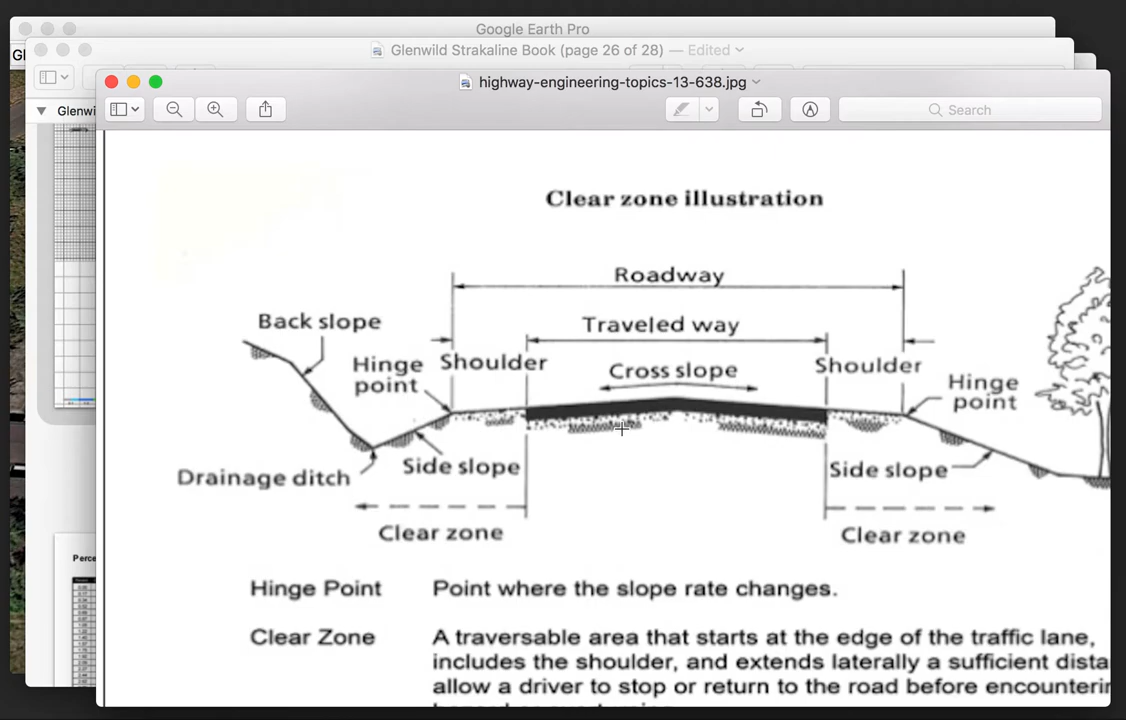 Google Earth Pro
Gl
Glenwild Strakaline Book (page 26 of 28) — Edited
highway-engineering-topics-13-638.jpg
Glenwi
Search
Clear zone illustration
Roadway
Back slope
Traveled way
Hinge point
Shoulder
Cross slope
Shoulder
Hinge point
Drainage ditch
Side slope
Side slope
Clear zone
Clear zone
Hinge Point Point where the slope rate changes.
Clear Zone A traversable area that starts at the edge of the traffic lane,
includes the shoulder, and extends laterally a sufficient dista
allow a driver to stop or return to the road before encounterin
Perce